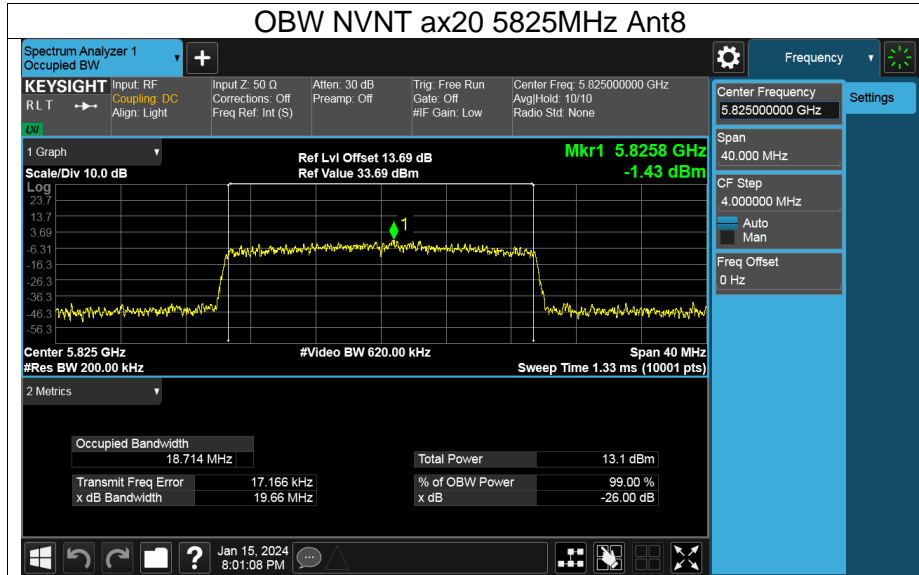 OBW NVNT ax20 5825MHz Ant8
Spectrum Analyzer 1
Occupied BW
+
Frequency
KEYSIGHT
R L T
LXI
Input: RF
Coupling: DC
Align: Light
Input Z: 50 Ω
Corrections: Off
Freq Ref: Int (S)
Atten: 30 dB
Preamp: Off
Trig: Free Run
Gate: Off
#IF Gain: Low
Center Freq: 5.825000000 GHz
Avg|Hold: 10/10
Radio Std: None
Center Frequency
5.825000000 GHz
Settings
Span
40.000 MHz
CF Step
4.000000 MHz
Auto
Man
Freq Offset
0 Hz
1 Graph
Scale/Div 10.0 dB
Ref Lvl Offset 13.69 dB
Ref Value 33.69 dBm
Mkr1 5.8258 GHz
-1.43 dBm
Log
23.7
13.7
3.69
-6.31
-16.3
-26.3
-36.3
-46.3
-56.3
1
Center 5.825 GHz
#Res BW 200.00 kHz
#Video BW 620.00 kHz
Span 40 MHz
Sweep Time 1.33 ms (10001 pts)
2 Metrics
Occupied Bandwidth
18.714 MHz
Total Power 13.1 dBm
Transmit Freq Error 17.166 kHz
% of OBW Power 99.00 %
x dB Bandwidth 19.66 MHz
x dB -26.00 dB
?
Jan 15, 2024
8:01:08 PM